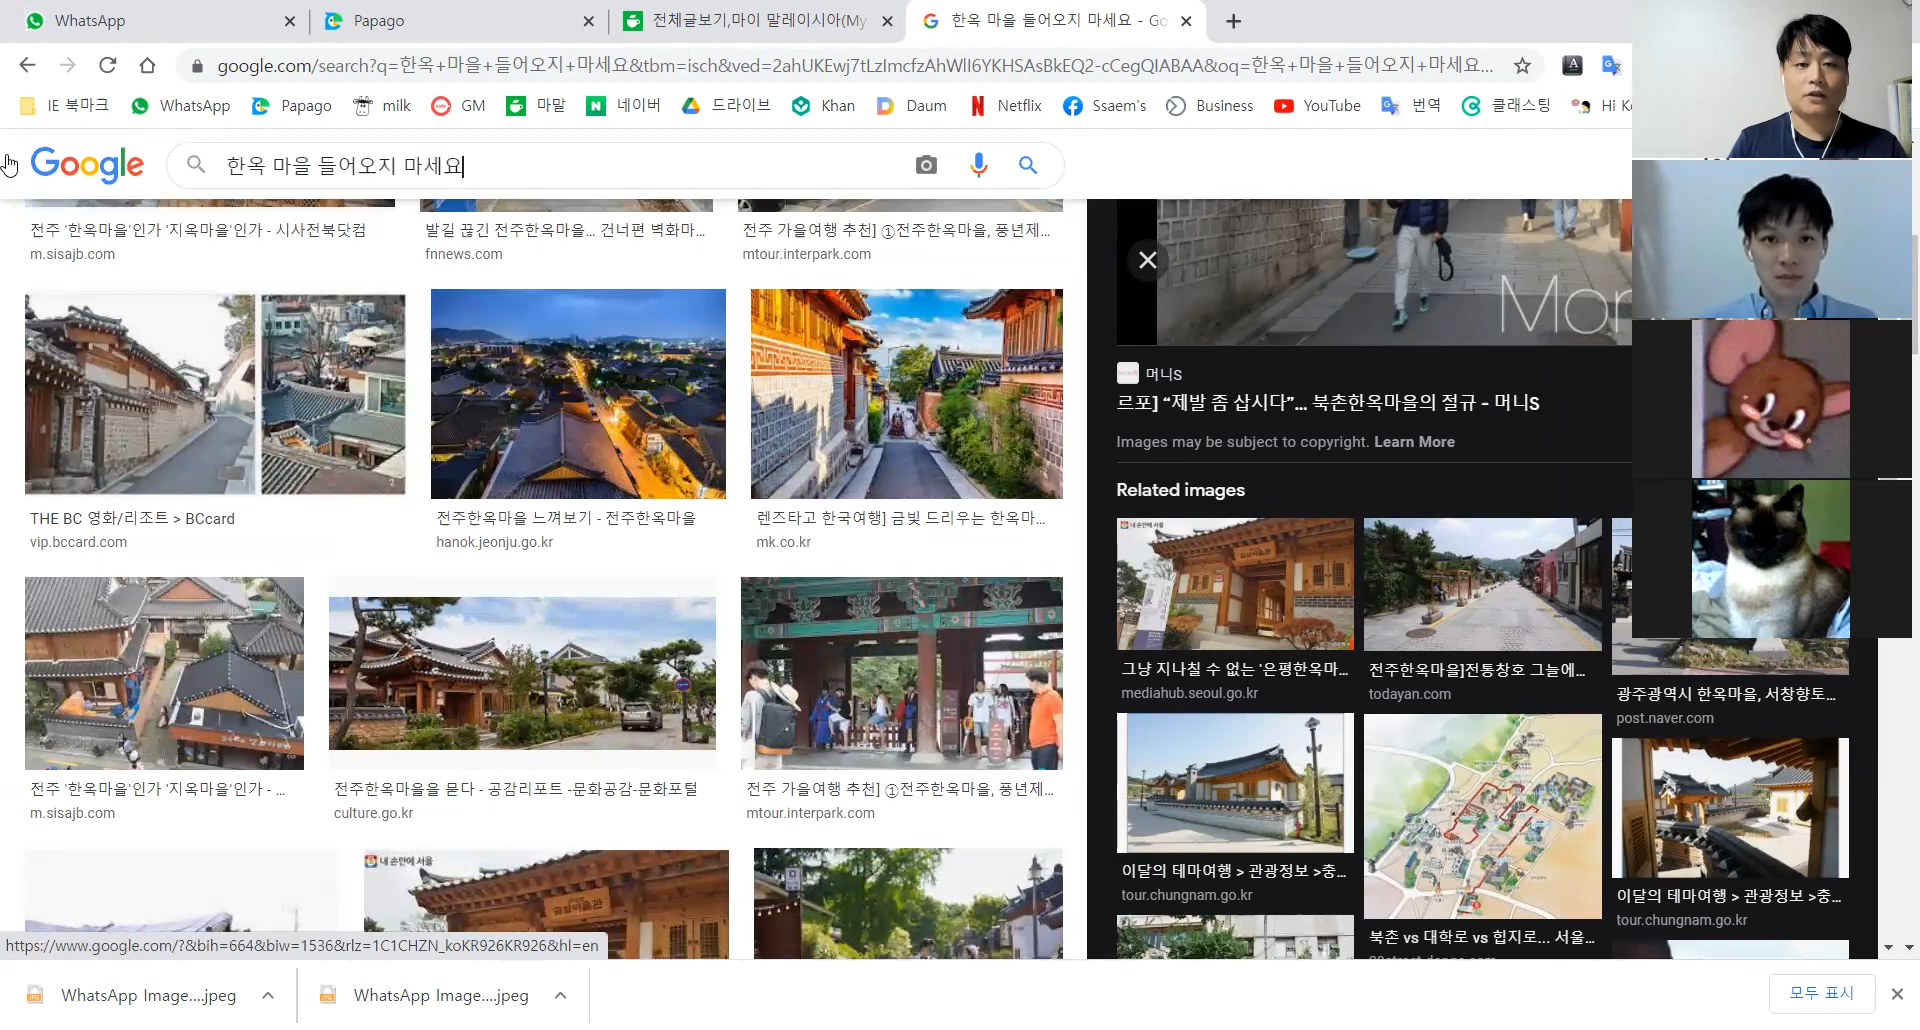 WhatsApp
Papago
전체글보기,마이 말레이시아(My
한옥 마을 들어오지 마세요 - Go
google.com/search?q=한옥+마을+들어오지+마세요&tbm=isch&ved=2ahUKEwj7tLzImcfzAhWlI6YKHSAsBkEQ2-cCegQIABAA&oq=한옥+마을+들어오지+마세요...
IE 북마크 WhatsApp Papago milk GM 마말 네이버 드라이브 Khan Daum Netflix Ssaem's Business YouTube 번역 클래스팅 Hi
Google
한옥 마을 들어오지 마세요
전주 '한옥마을'인가 '지옥마을'인가 - 시사전북닷컴
m.sisajb.com
발길 끊긴 전주한옥마을... 건너편 벽화마...
fnnews.com
전주 가을여행 추천] ①전주한옥마을, 풍년제...
mtour.interpark.com
THE BC 영화/리조트 > BCcard
vip.bccard.com
전주한옥마을 느껴보기 - 전주한옥마을
hanok.jeonju.go.kr
렌즈타고 한국여행] 금빛 드리우는 한옥마...
mk.co.kr
전주 '한옥마을'인가 '지옥마을'인가 - ...
m.sisajb.com
전주한옥마을을 묻다 - 공감리포트 -문화공감-문화포털
culture.go.kr
전주 가을여행 추천] ①전주한옥마을, 풍년제...
mtour.interpark.com
내 손안에 서울
Mor
머니S
르포] “제발 좀 삽시다”... 북촌한옥마을의 절규 - 머니S
Images may be subject to copyright. Learn More
Related images
내 손안에 서울
그냥 지나칠 수 없는 '은평한옥마...
mediahub.seoul.go.kr
전주한옥마을]전통창호 그늘에...
todayan.com
광주광역시 한옥마을, 서창향토...
post.naver.com
이달의 테마여행 > 관광정보 >충...
tour.chungnam.go.kr
북촌 vs 대학로 vs 힙지로... 서울...
이달의 테마여행 > 관광정보 >충...
tour.chungnam.go.kr
https://www.google.com/?&bih=664&biw=1536&rlz=1C1CHZN_koKR926KR926&hl=en
WhatsApp Image....jpeg
WhatsApp Image....jpeg
모두 표시